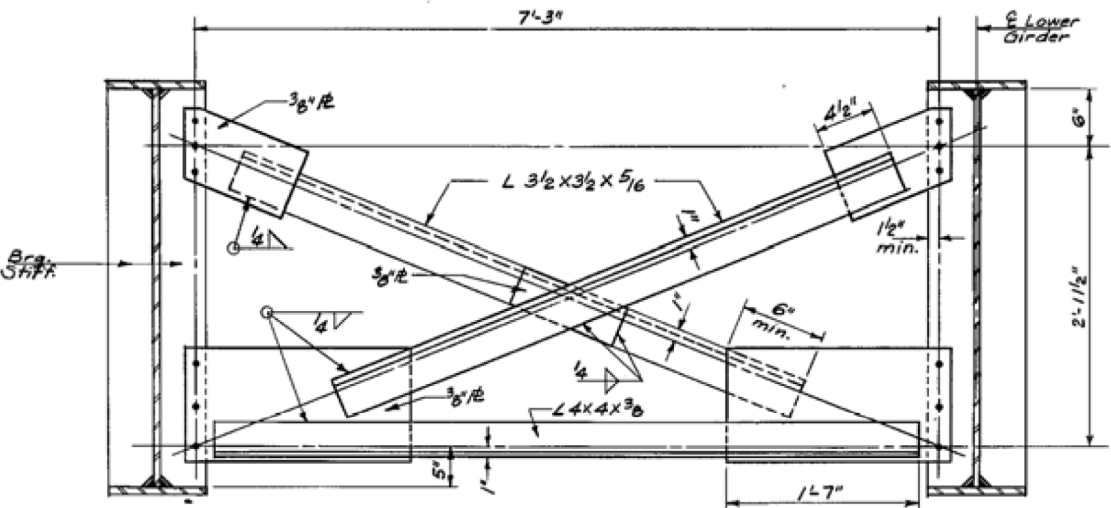 7'-3"
℄ Lower
Girder
3/8" ⅊
4 1/2"
6"
L 3 1/2 x 3 1/2 x 5/16
1"
1/4
1 1/2"
min.
Brg.
Stiff.
3/8" ⅊
2'-11 1/2"
1/4
1"
6"
min.
1/4
3/8" ⅊
L 4 x 4 x 3/8
5"
1"
1'-7"